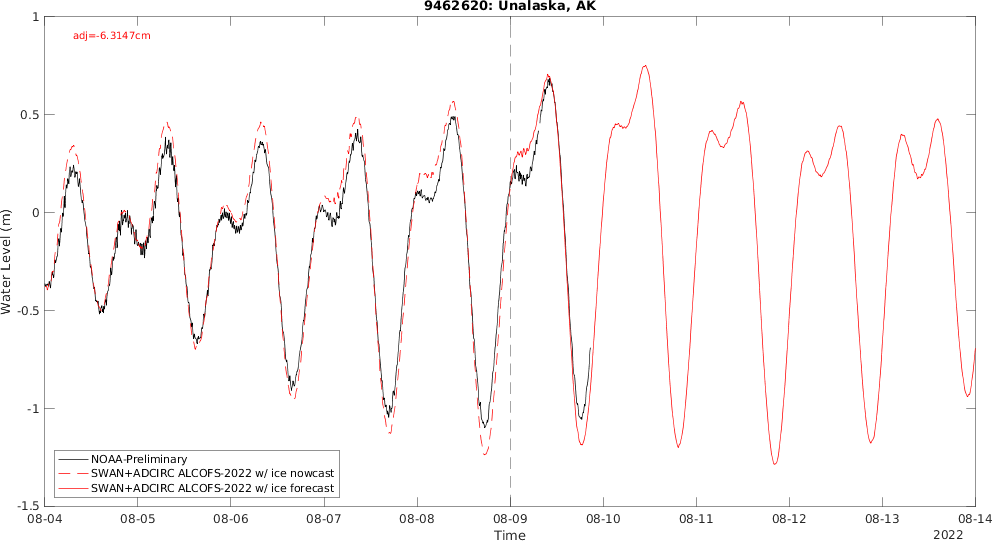 9462620: Unalaska, AK
adj=-6.3147cm
1
0.5
0
-0.5
-1
-1.5
Water Level (m)
NOAA-Preliminary
SWAN+ADCIRC ALCOFS-2022 w/ ice nowcast
SWAN+ADCIRC ALCOFS-2022 w/ ice forecast
08-04 08-05 08-06 08-07 08-08 08-09 08-10 08-11 08-12 08-13 08-14
Time
2022